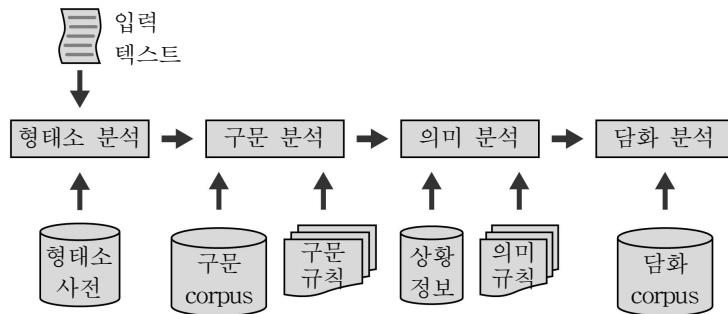 입력
텍스트
형태소 분석
구문 분석
의미 분석
담화 분석
형태소
사전
구문
corpus
구문
규칙
상황
정보
의미
규칙
담화
corpus